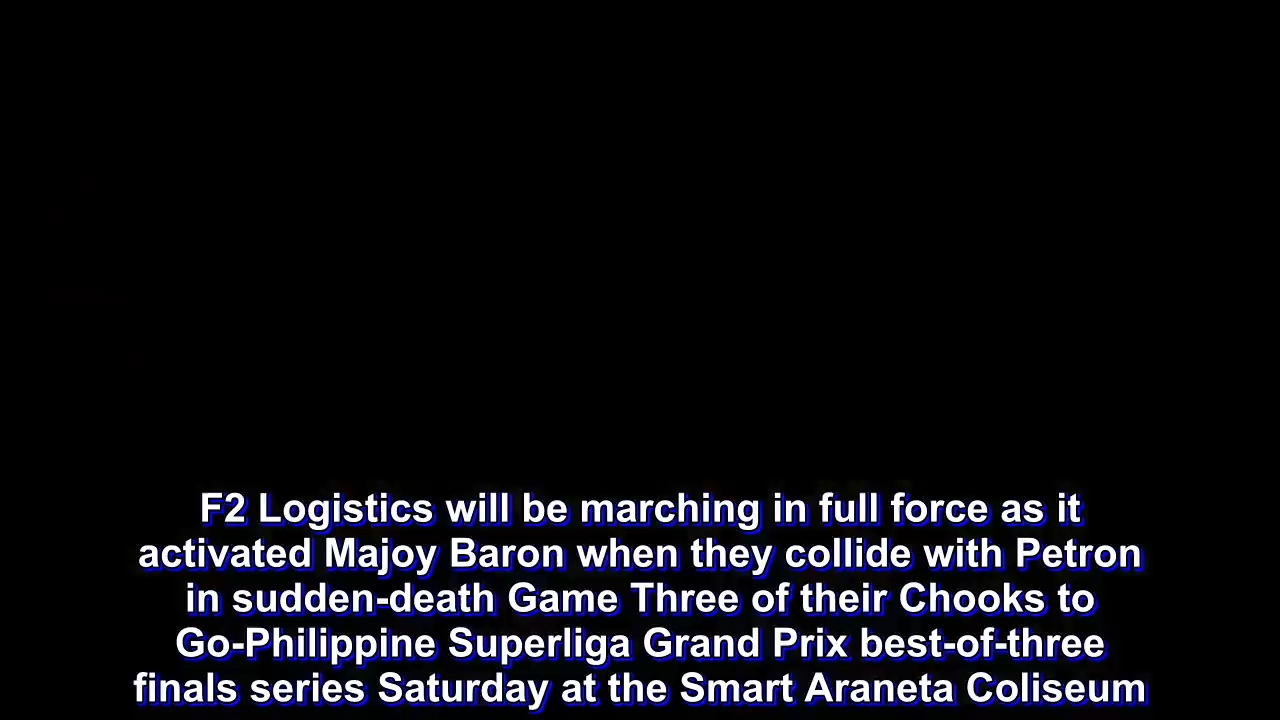 F2 Logistics will be marching in full force as it
activated Majoy Baron when they collide with Petron
in sudden-death Game Three of their Chooks to
Go-Philippine Superliga Grand Prix best-of-three
finals series Saturday at the Smart Araneta Coliseum